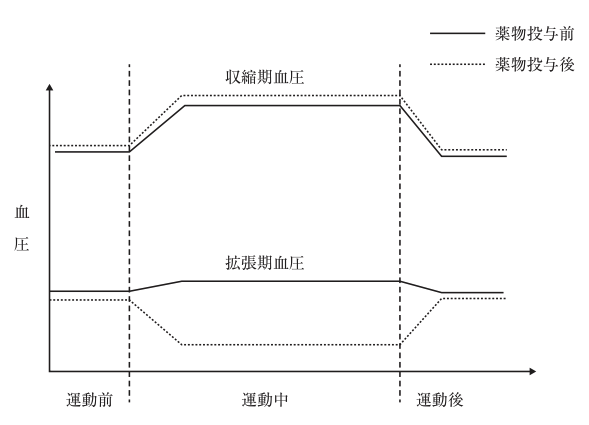 薬物投与前
薬物投与後
収縮期血圧
血圧
拡張期血圧
運動前
運動中
運動後